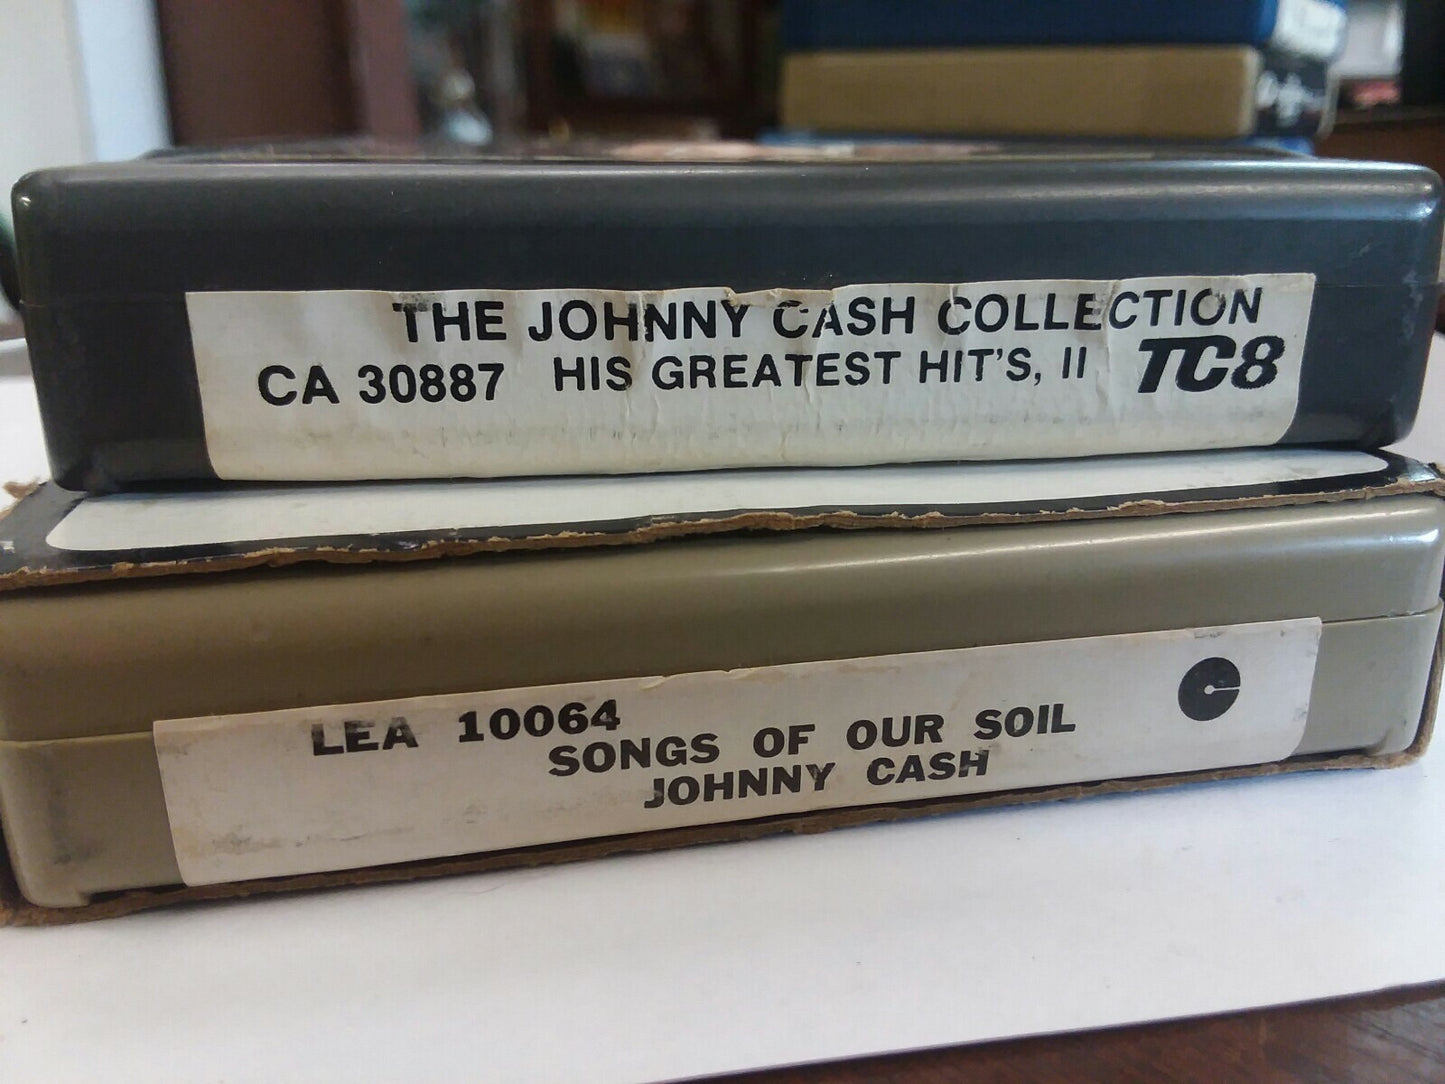 THE JOHNNY CASH COLLECTION
CA 30887 HIS GREATEST HIT'S, II TC8
LEA 10064
SONGS OF OUR SOIL
JOHNNY CASH